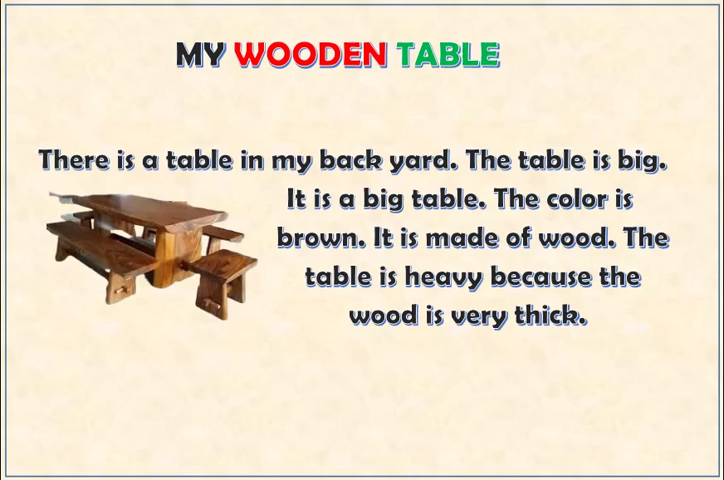 MY WOODEN TABLE
There is a table in my back yard. The table is big.
It is a big table. The color is
brown. It is made of wood. The
table is heavy because the
wood is very thick.